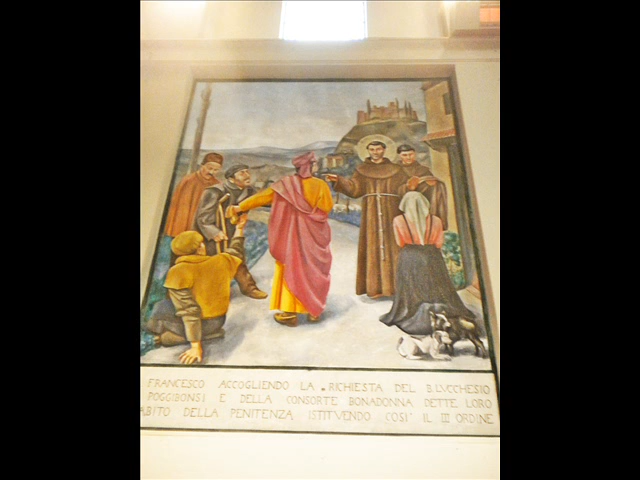 FRANCESCO ACCOGLIENDO LA RICHIESTA DEL B. LVCCHESIO
POGGIBONSI E DELLA CONSORTE BONADONNA DETTE LORO
ABITO DELLA PENITENZA ISTITVENDO COSI' IL III ORDINE